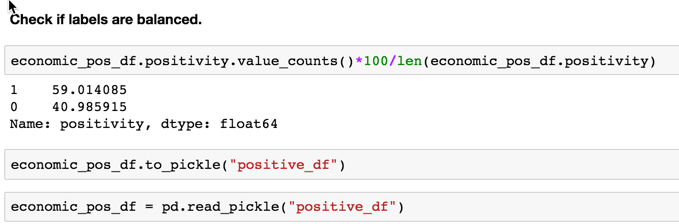 Check if labels are balanced.
economic_pos_df.positivity.value_counts()*100/len(economic_pos_df.positivity)
1    59.014085
0    40.985915
Name: positivity, dtype: float64
economic_pos_df.to_pickle("positive_df")
economic_pos_df = pd.read_pickle("positive_df")